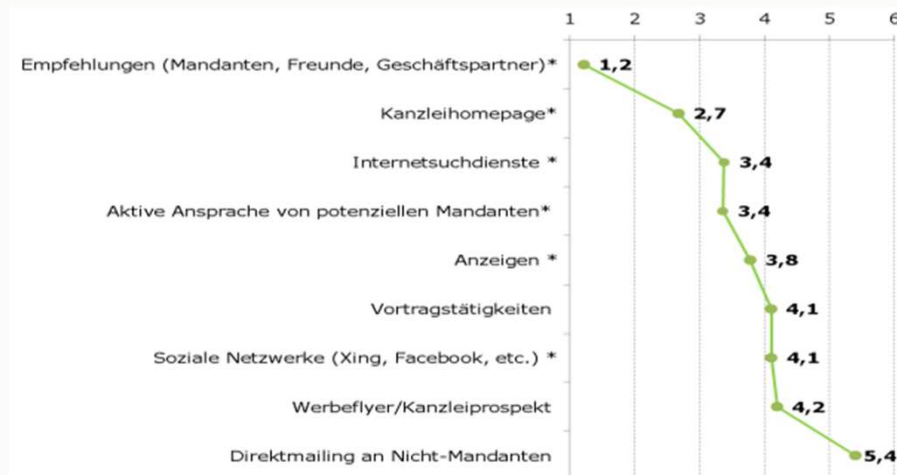 1 2 3 4 5 6
Empfehlungen (Mandanten, Freunde, Geschäftspartner)* 1,2
Kanzleihomepage* 2,7
Internetsuchdienste * 3,4
Aktive Ansprache von potenziellen Mandanten* 3,4
Anzeigen * 3,8
Vortragstätigkeiten 4,1
Soziale Netzwerke (Xing, Facebook, etc.) * 4,1
Werbeflyer/Kanzleiprospekt 4,2
Direktmailing an Nicht-Mandanten 5,4